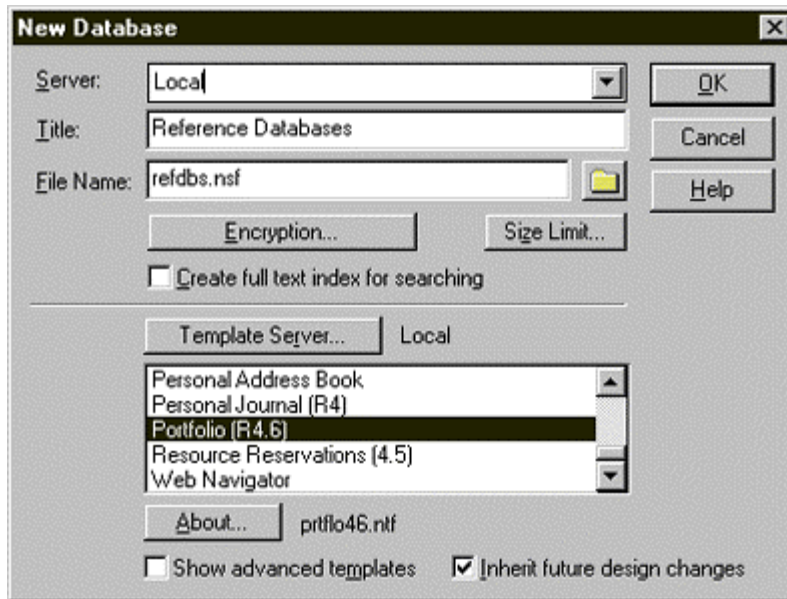 New Database
Server: Local OK
Title: Reference Databases Cancel
File Name: refdbs.nsf Help
Encryption... Size Limit...
Create full text index for searching
Template Server... Local
Personal Address Book
Personal Journal (R4)
Portfolio (R4.6)
Resource Reservations (4.5)
Web Navigator
About... prtflo46.ntf
Show advanced templates Inherit future design changes